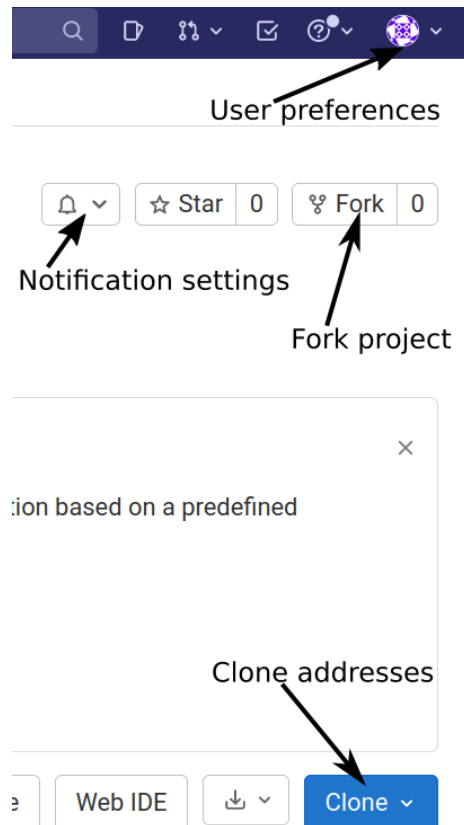 User preferences
Star 0 Fork 0
Notification settings
Fork project
tion based on a predefined
Clone addresses
e Web IDE Clone